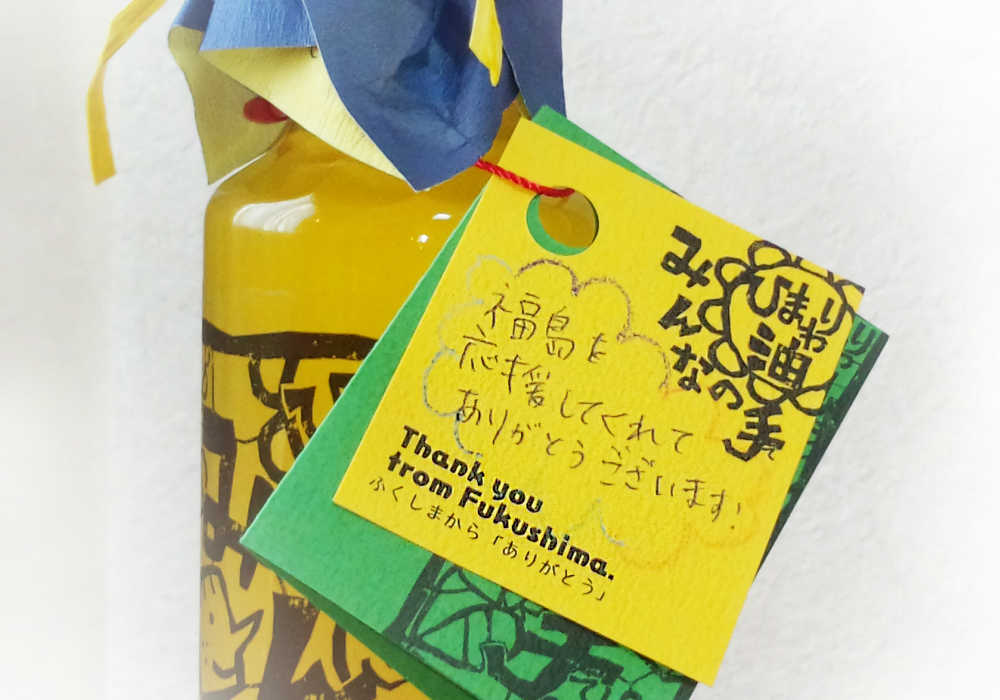 みんなの手
ひまわり
油
福島を
応援してくれて
ありがとうございます!
Thank you
from Fukushima.
ふくしまから「ありがとう」